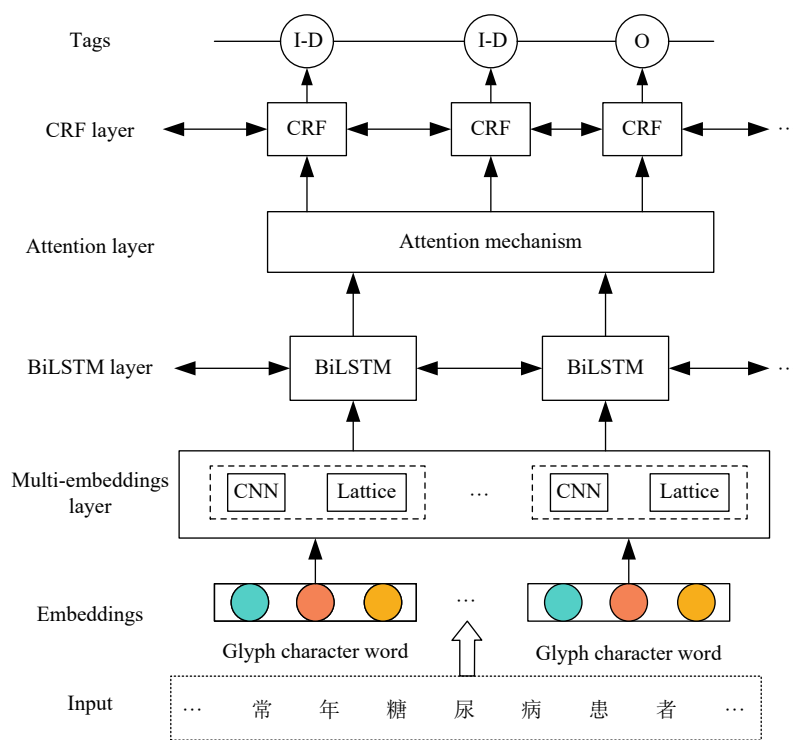 Tags I-D I-D O
CRF layer CRF CRF CRF ...
Attention layer Attention mechanism
BiLSTM layer BiLSTM BiLSTM ...
Multi-embeddings
layer
CNN Lattice ... CNN Lattice
Embeddings ...
Glyph character word Glyph character word
Input ... 常 年 糖 尿 病 患 者 ...